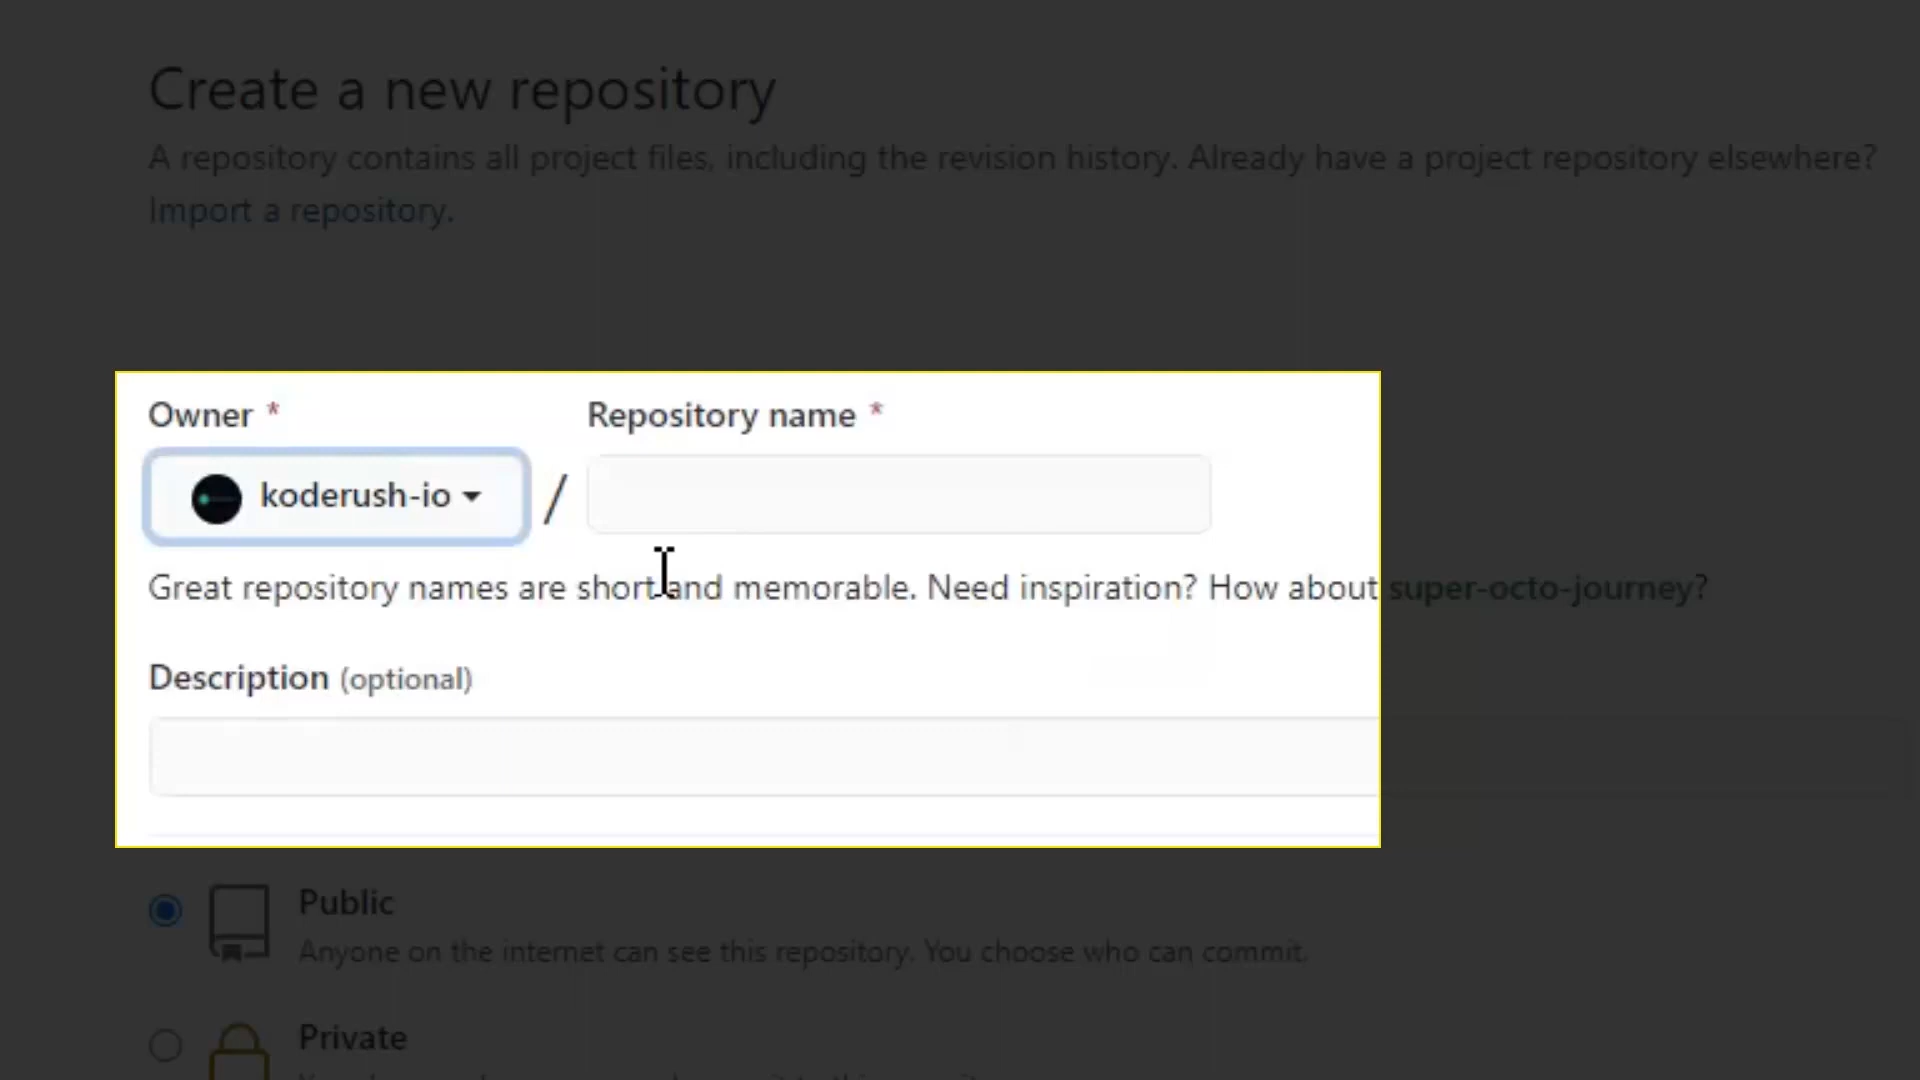 Create a new repository
A repository contains all project files, including the revision history. Already have a project repository elsewhere?
Import a repository.
Owner * Repository name *
koderush-io /
Great repository names are short and memorable. Need inspiration? How about super-octo-journey?
Description (optional)
Public
Anyone on the internet can see this repository. You choose who can commit.
Private